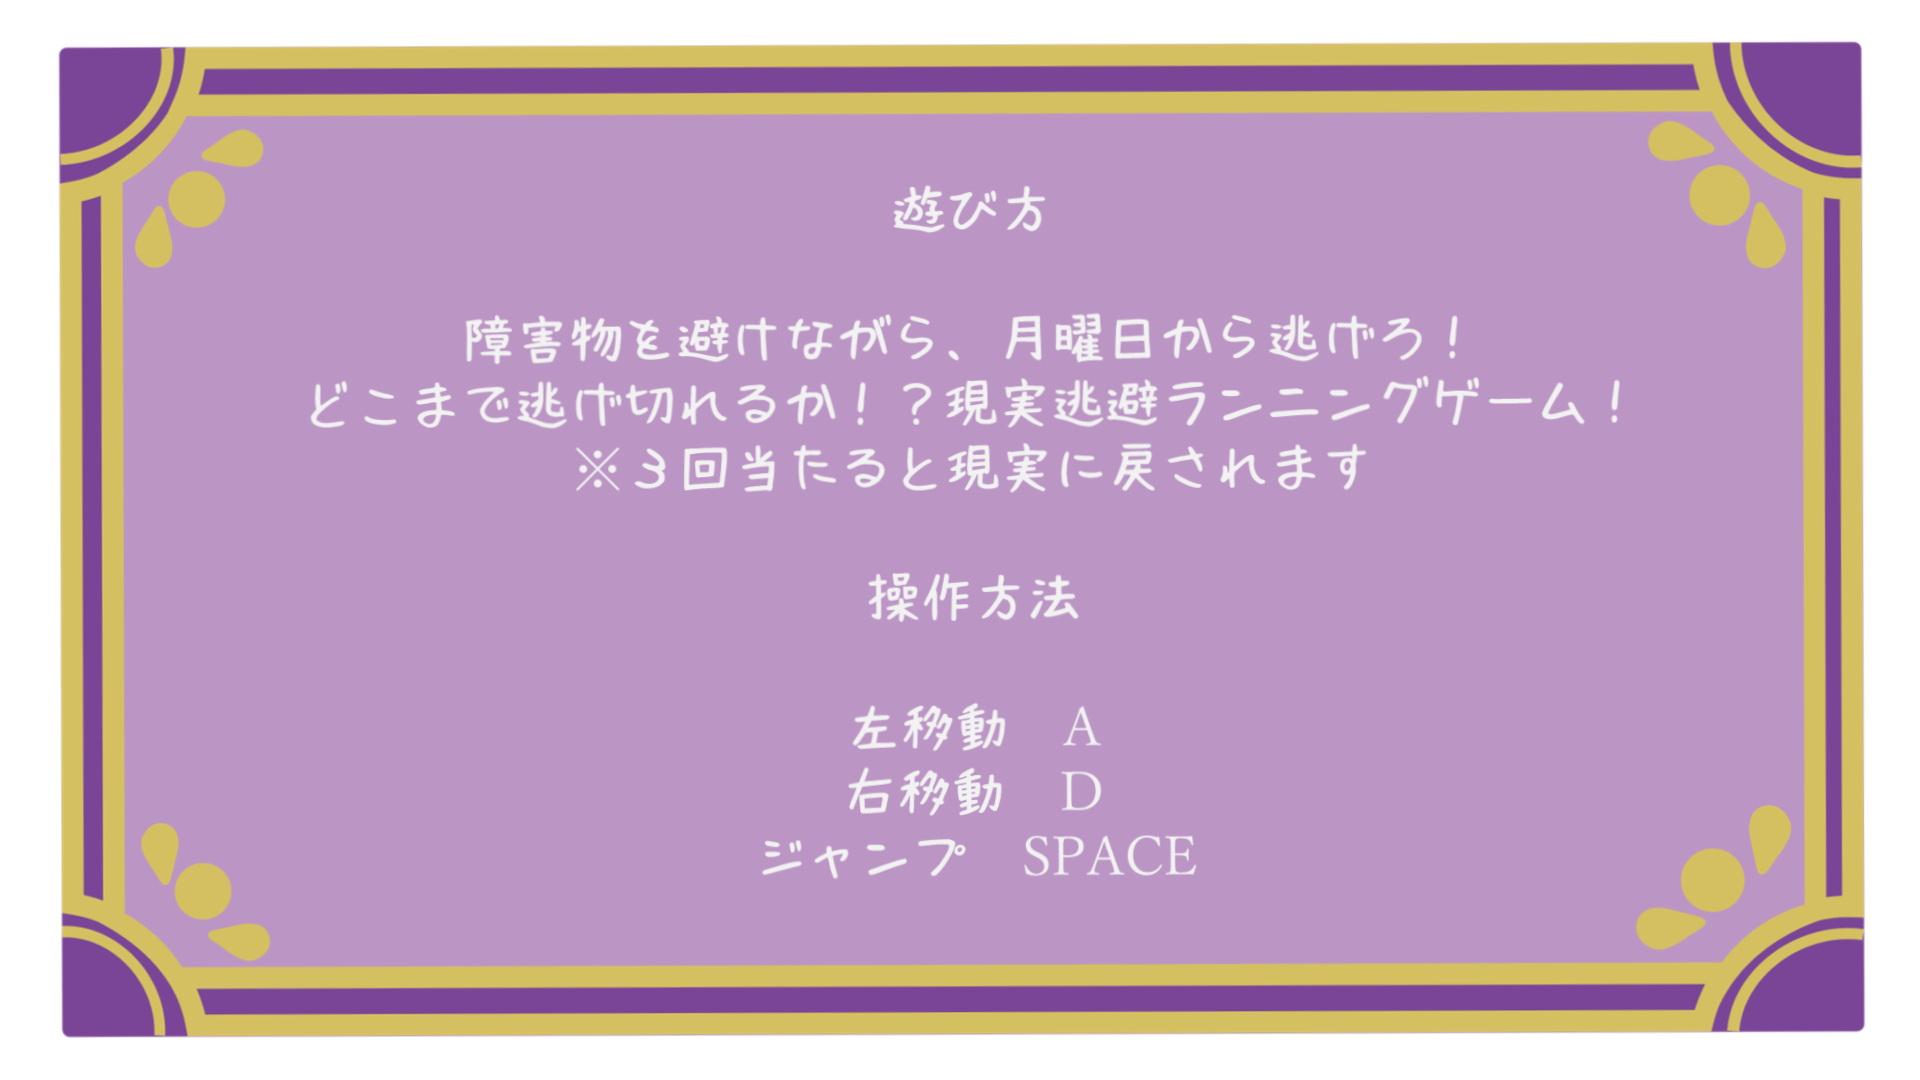 遊び方
障害物を避けながら、月曜日から逃げろ！
どこまで逃げ切れるか！？現実逃避ランニングゲーム！
※３回当たると現実に戻されます
操作方法
左移動　A
右移動　D
ジャンプ　SPACE